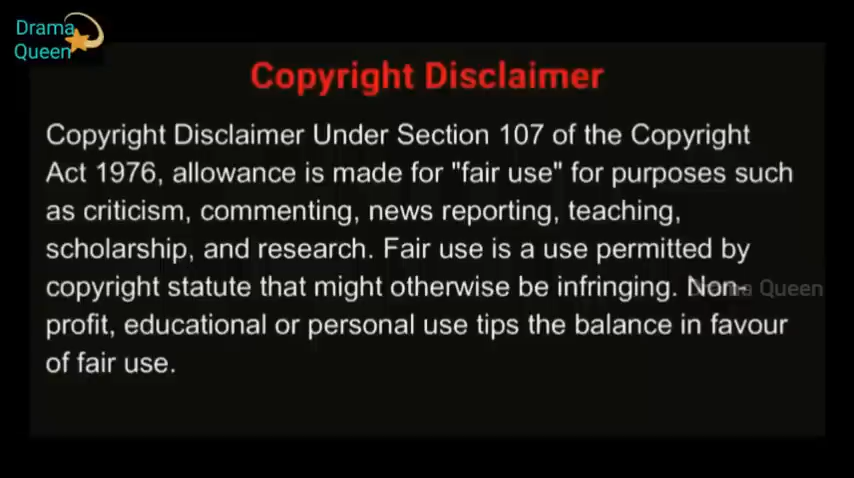 Drama
Queen
Copyright Disclaimer
Copyright Disclaimer Under Section 107 of the Copyright
Act 1976, allowance is made for "fair use" for purposes such
as criticism, commenting, news reporting, teaching,
scholarship, and research. Fair use is a use permitted by
copyright statute that might otherwise be infringing. Non-
Drama Queen
profit, educational or personal use tips the balance in favour
of fair use.